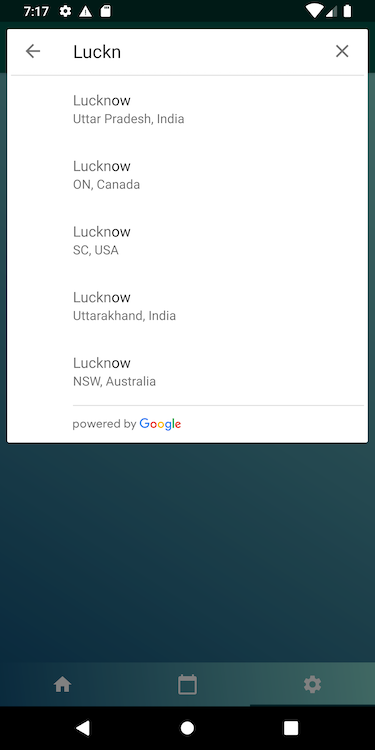 7:17
Luckn
Lucknow
Uttar Pradesh, India
Lucknow
ON, Canada
Lucknow
SC, USA
Lucknow
Uttarakhand, India
Lucknow
NSW, Australia
powered by Google